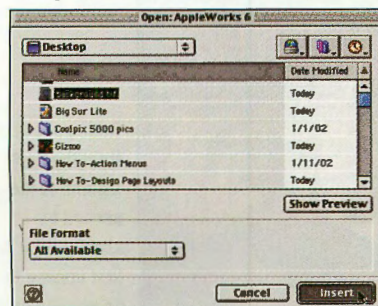 Open: AppleWorks 6
Desktop
Name Date Modified
Today
Big Sur Lite Today
Coolpix 5000 pics 1/1/02
Gizmo Today
How To-Action Menus 1/11/02
How To-Design Page Layouts Today
Show Preview
File Format
All Available
Cancel Insert